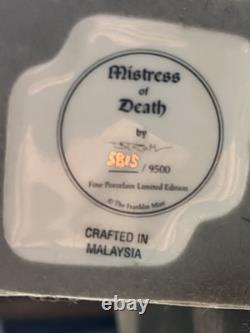 Mistress
of
Death
by
/ 9500
Fine Porcelain Limited Edition
© The Franklin Mint
CRAFTED IN
MALAYSIA